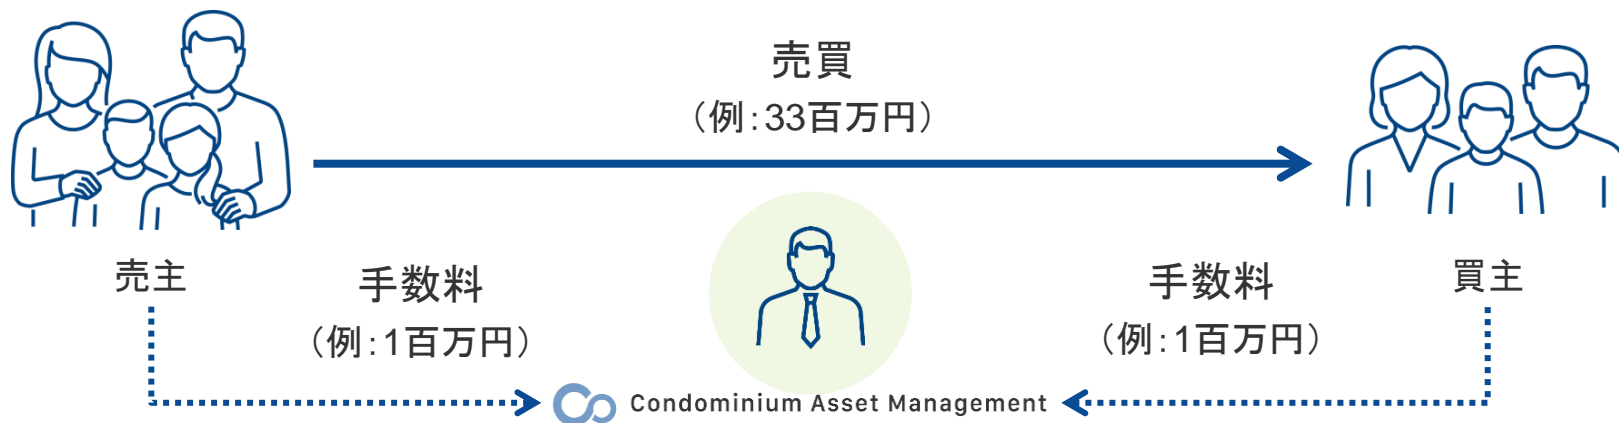 売買
（例：33百万円）
売主
手数料
（例：1百万円）
手数料
（例：1百万円）
買主
Condominium Asset Management